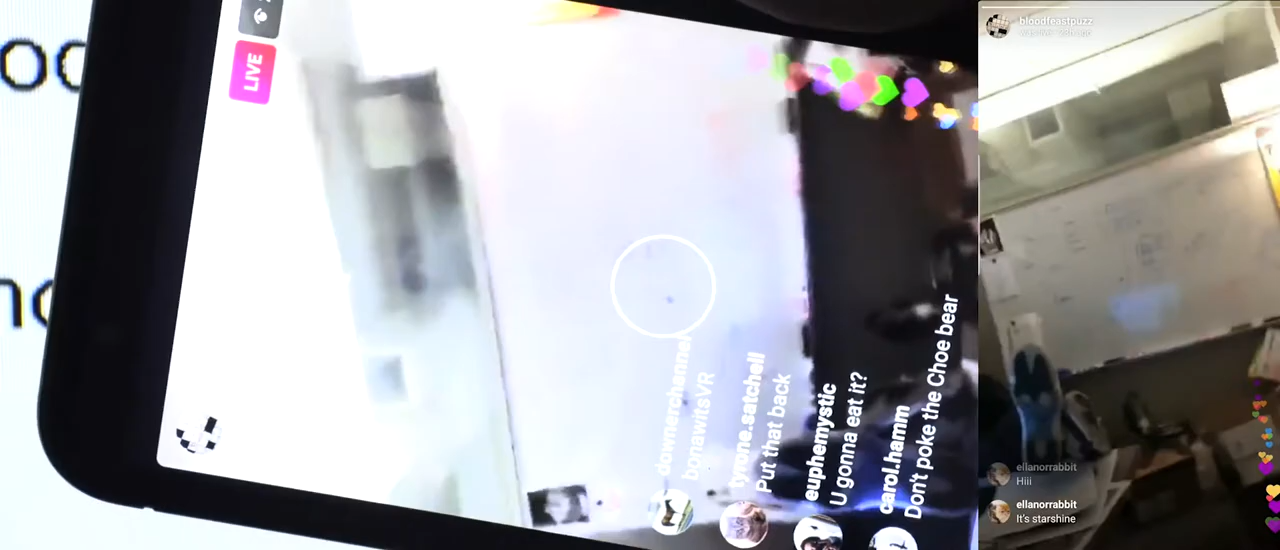 LIVE
downerchannel
bonawitsVR
tyrone.satchell
Put that back
euphemystic
U gonna eat it?
carol.hamm
Don't poke the Choe bear
bloodfeastpuzz
ellanorrabbit
Hiii
ellanorrabbit
It's starshine